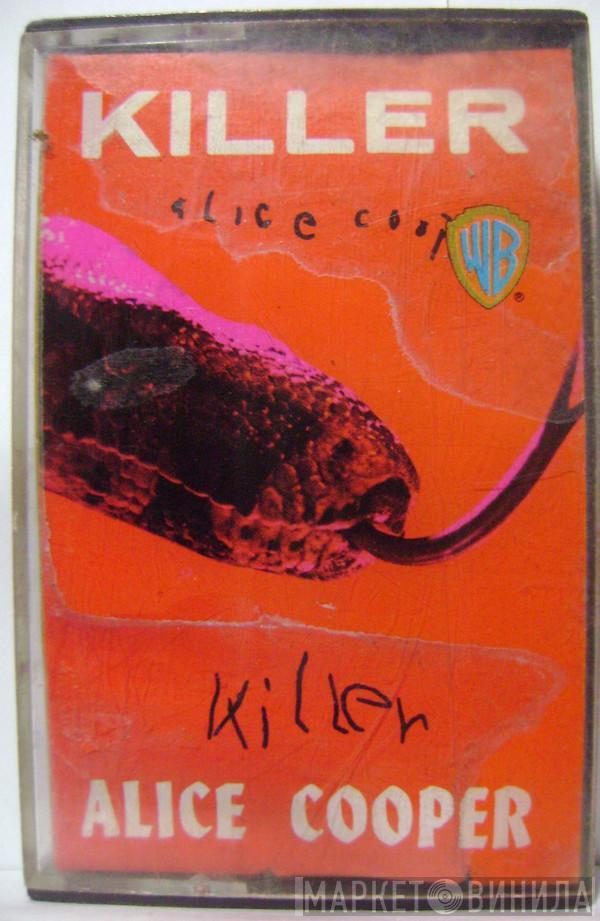 KILLER
alice coop
WB
®
Killer
ALICE COOPER
МАРКЕТ ВИНИЛА